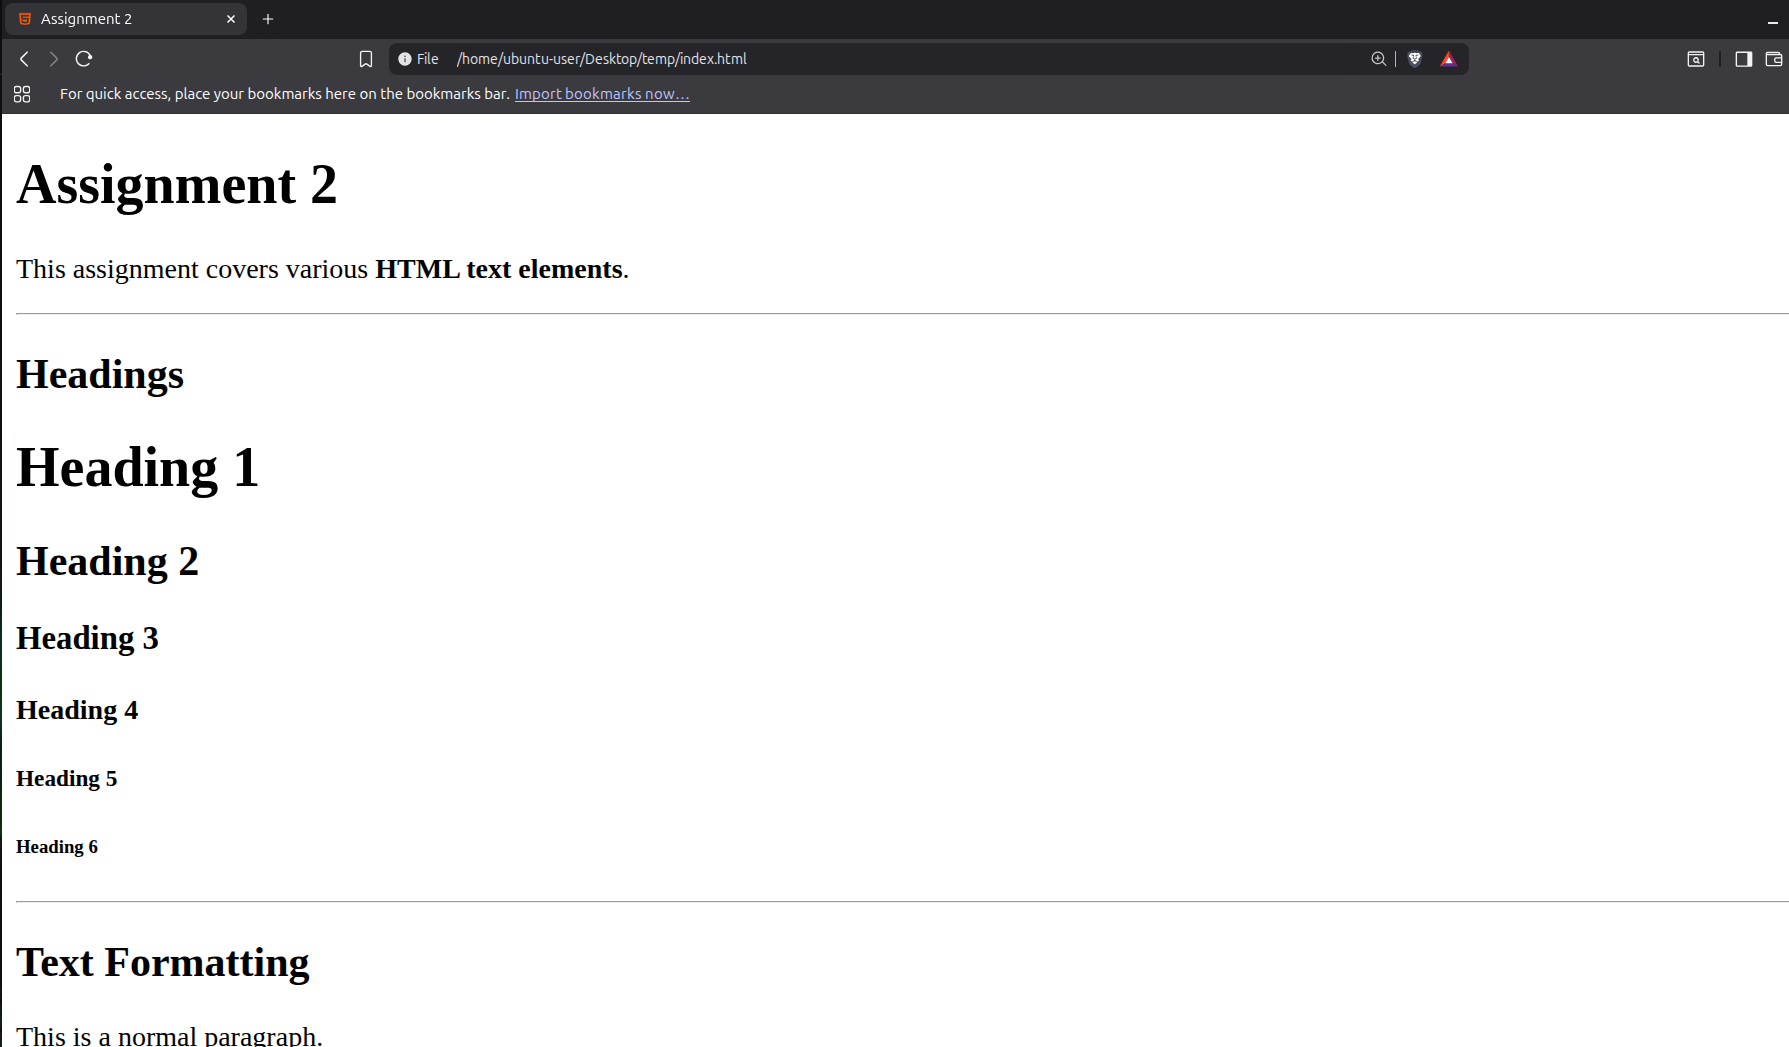 Assignment 2
File /home/ubuntu-user/Desktop/temp/index.html
For quick access, place your bookmarks here on the bookmarks bar. Import bookmarks now...
Assignment 2
This assignment covers various HTML text elements.
Headings
Heading 1
Heading 2
Heading 3
Heading 4
Heading 5
Heading 6
Text Formatting
This is a normal paragraph.